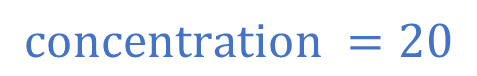 concentration = 20